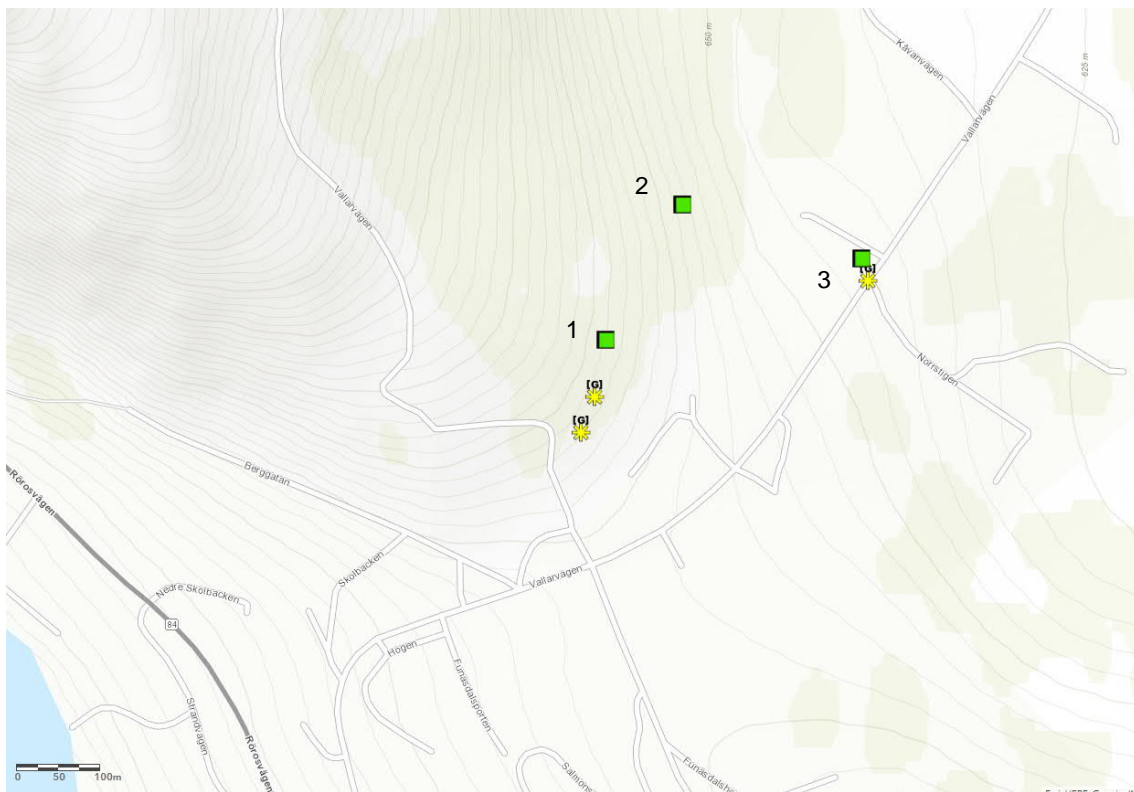 650 m
Kåvanvägen
625 m
Vallarvägen
2
Vallarvägen
[G]
3
1
Norrstigen
[G]
[G]
Berggatan
Rörosvägen
Vallarvägen
Skolbacken
Nedre Skolbacken
84
Högen
Funäsdalsporten
Strandvägen
Rörosvägen
0 50 100m